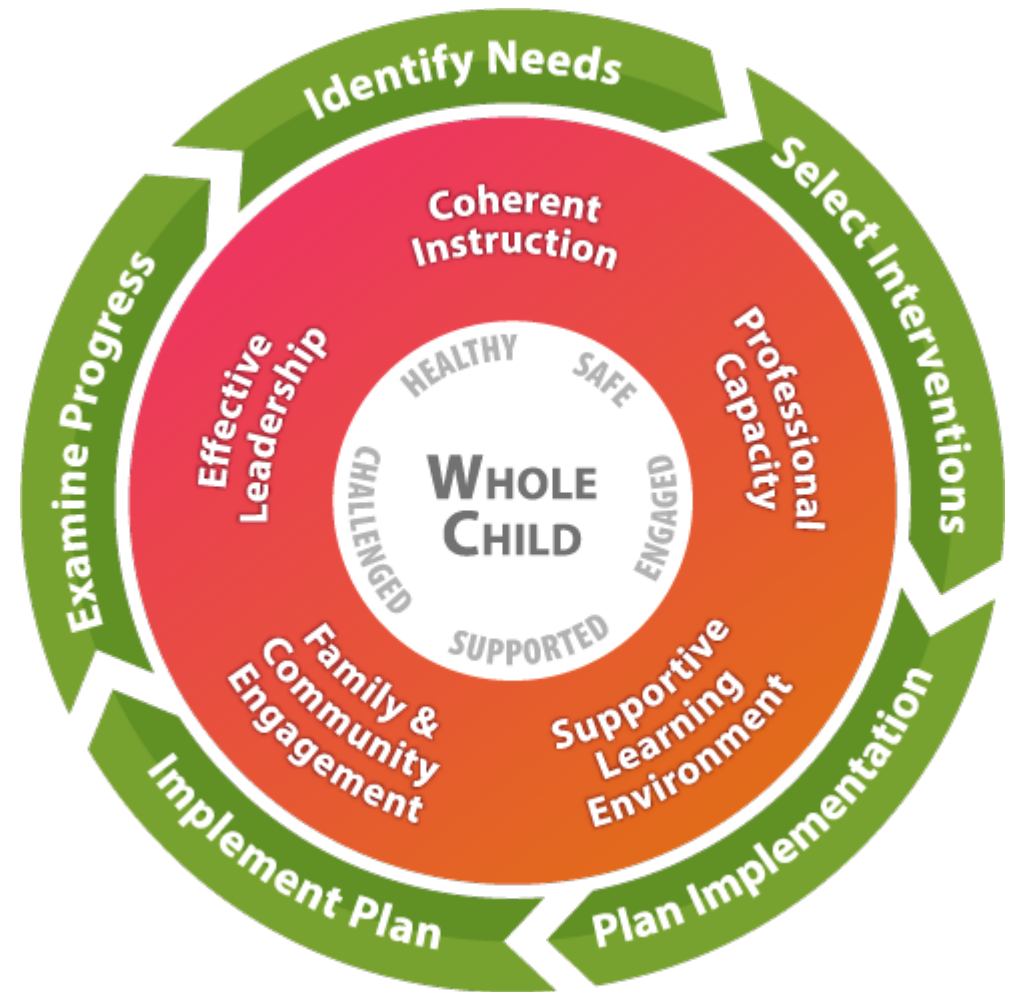 Identify Needs
Select Interventions
Plan Implementation
Implement Plan
Examine Progress
Coherent
Instruction
Professional
Capacity
Supportive
Learning
Environment
Family &
Community
Engagement
Effective
Leadership
HEALTHY
SAFE
ENGAGED
SUPPORTED
CHALLENGED
WHOLE
CHILD